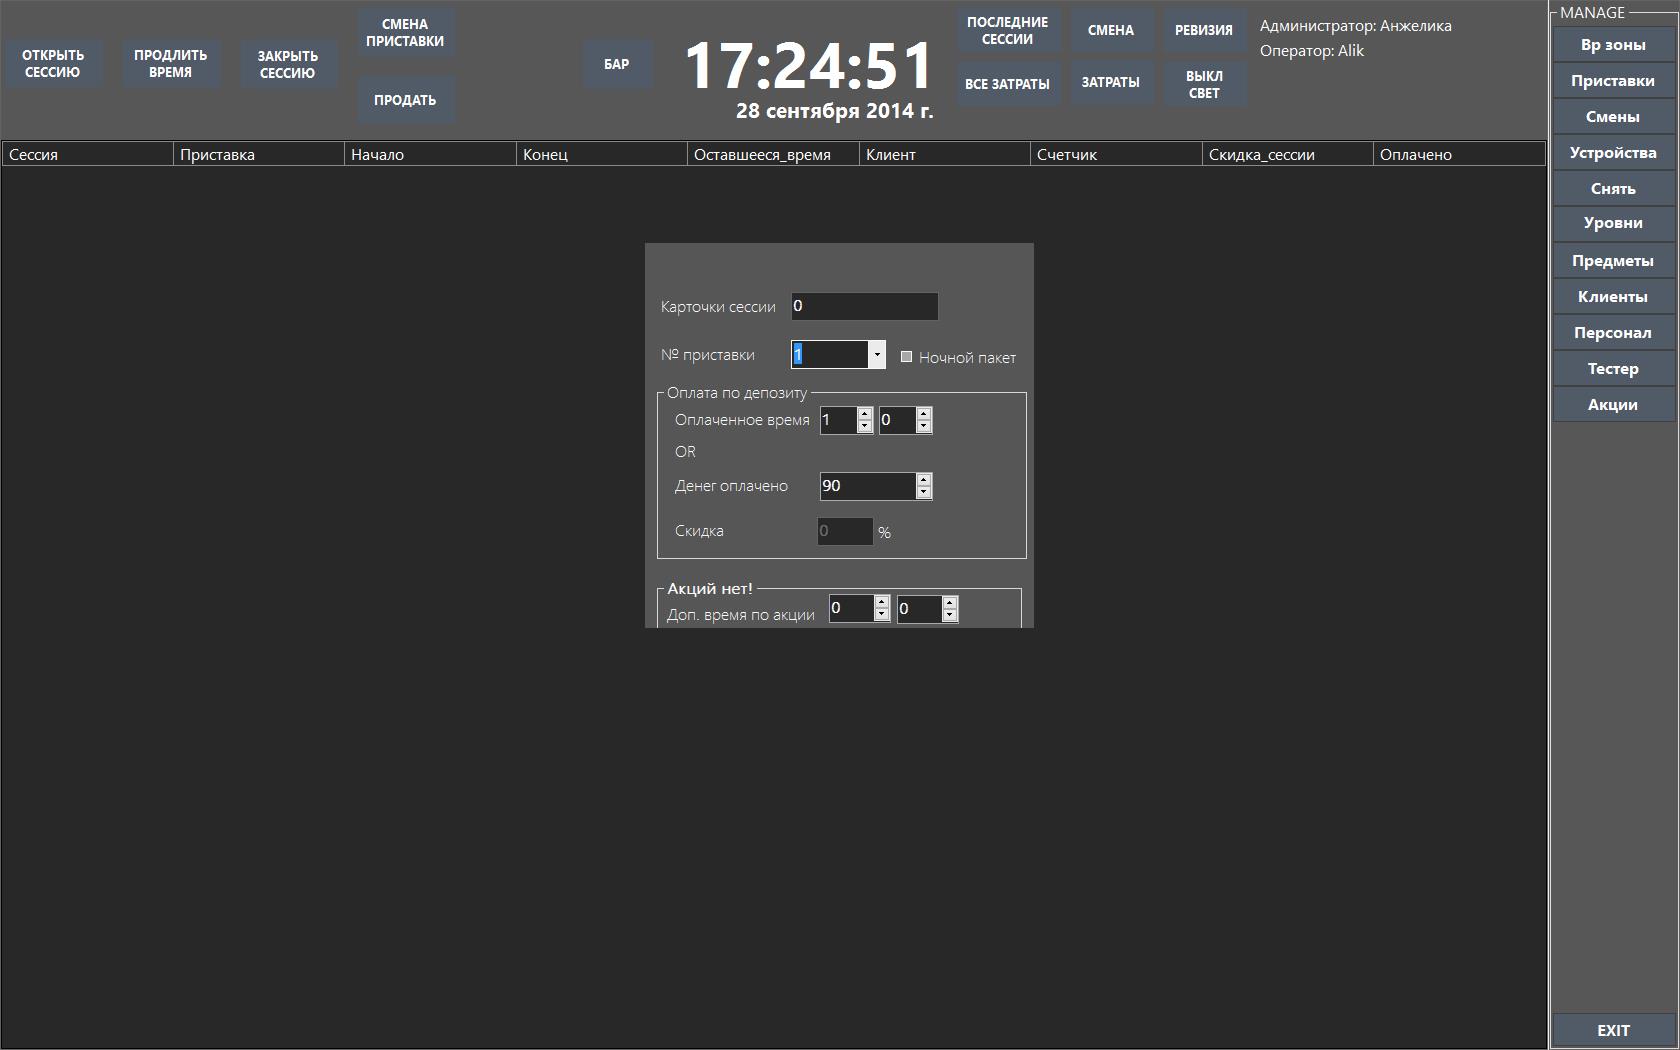 ОТКРЫТЬ
СЕССИЮ
ПРОДЛИТЬ
ВРЕМЯ
ЗАКРЫТЬ
СЕССИЮ
СМЕНА
ПРИСТАВКИ
ПРОДАТЬ
БАР
17:24:51
28 сентября 2014 г.
ПОСЛЕДНИЕ
СЕССИИ
СМЕНА
РЕВИЗИЯ
ВСЕ ЗАТРАТЫ
ЗАТРАТЫ
ВЫКЛ
СВЕТ
Администратор: Анжелика
Оператор: Alik
Сессия Приставка Начало Конец Оставшееся_время Клиент Счетчик Скидка_сессии Оплачено
Карточки сессии 0
№ приставки 1 Ночной пакет
Оплата по депозиту
Оплаченное время 1 0
OR
Денег оплачено 90
Скидка 0 %
Акций нет!
Доп. время по акции 0 0
MANAGE
Вр зоны
Приставки
Смены
Устройства
Снять
Уровни
Предметы
Клиенты
Персонал
Тестер
Акции
EXIT